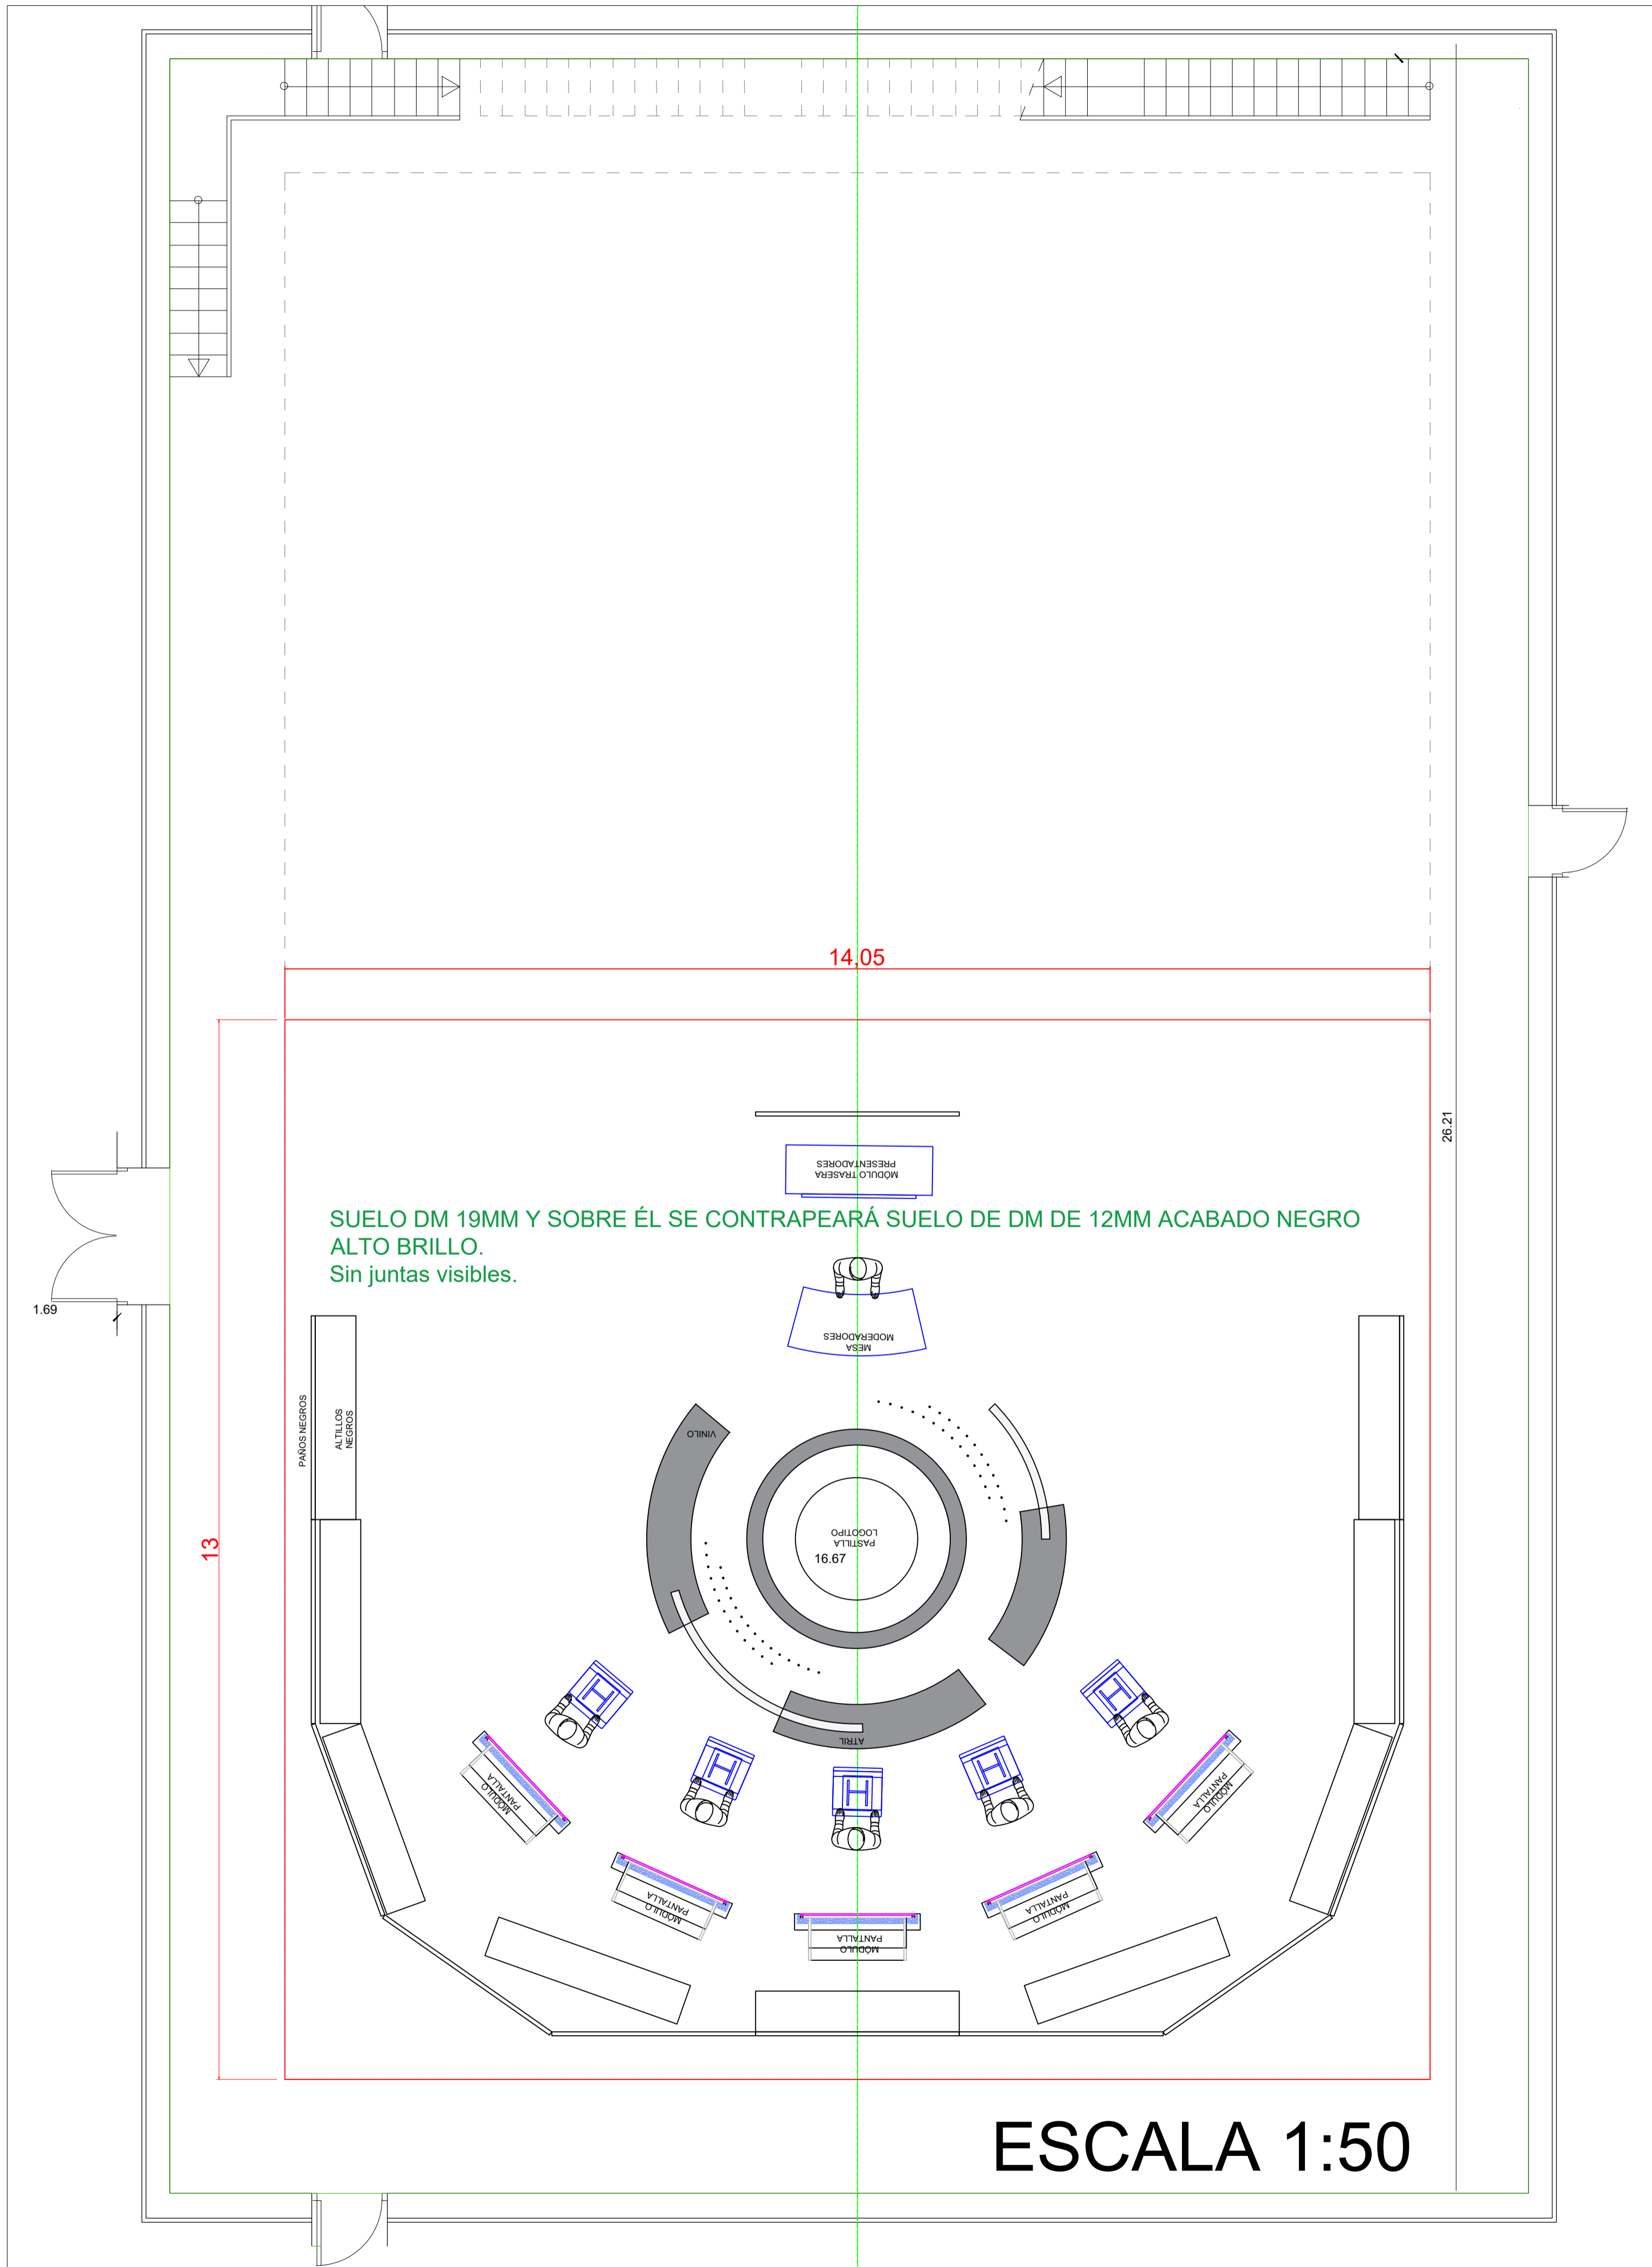 14,05
26.21
PRESENTADORES
MÓDULO TRASERA
SUELO DM 19MM Y SOBRE ÉL SE CONTRAPEARÁ SUELO DE DM DE 12MM ACABADO NEGRO
ALTO BRILLO.
Sin juntas visibles.
1.69
MESA
MODERADORES
PAÑOS NEGROS
ALTILLOS
NEGROS
VINILO
PASTILLA
LOGOTIPO
16.67
13
ATRIL
MÓDULO
PANTALLA
MÓDULO
PANTALLA
MÓDULO
PANTALLA
MÓDULO
PANTALLA
MÓDULO
PANTALLA
ESCALA 1:50